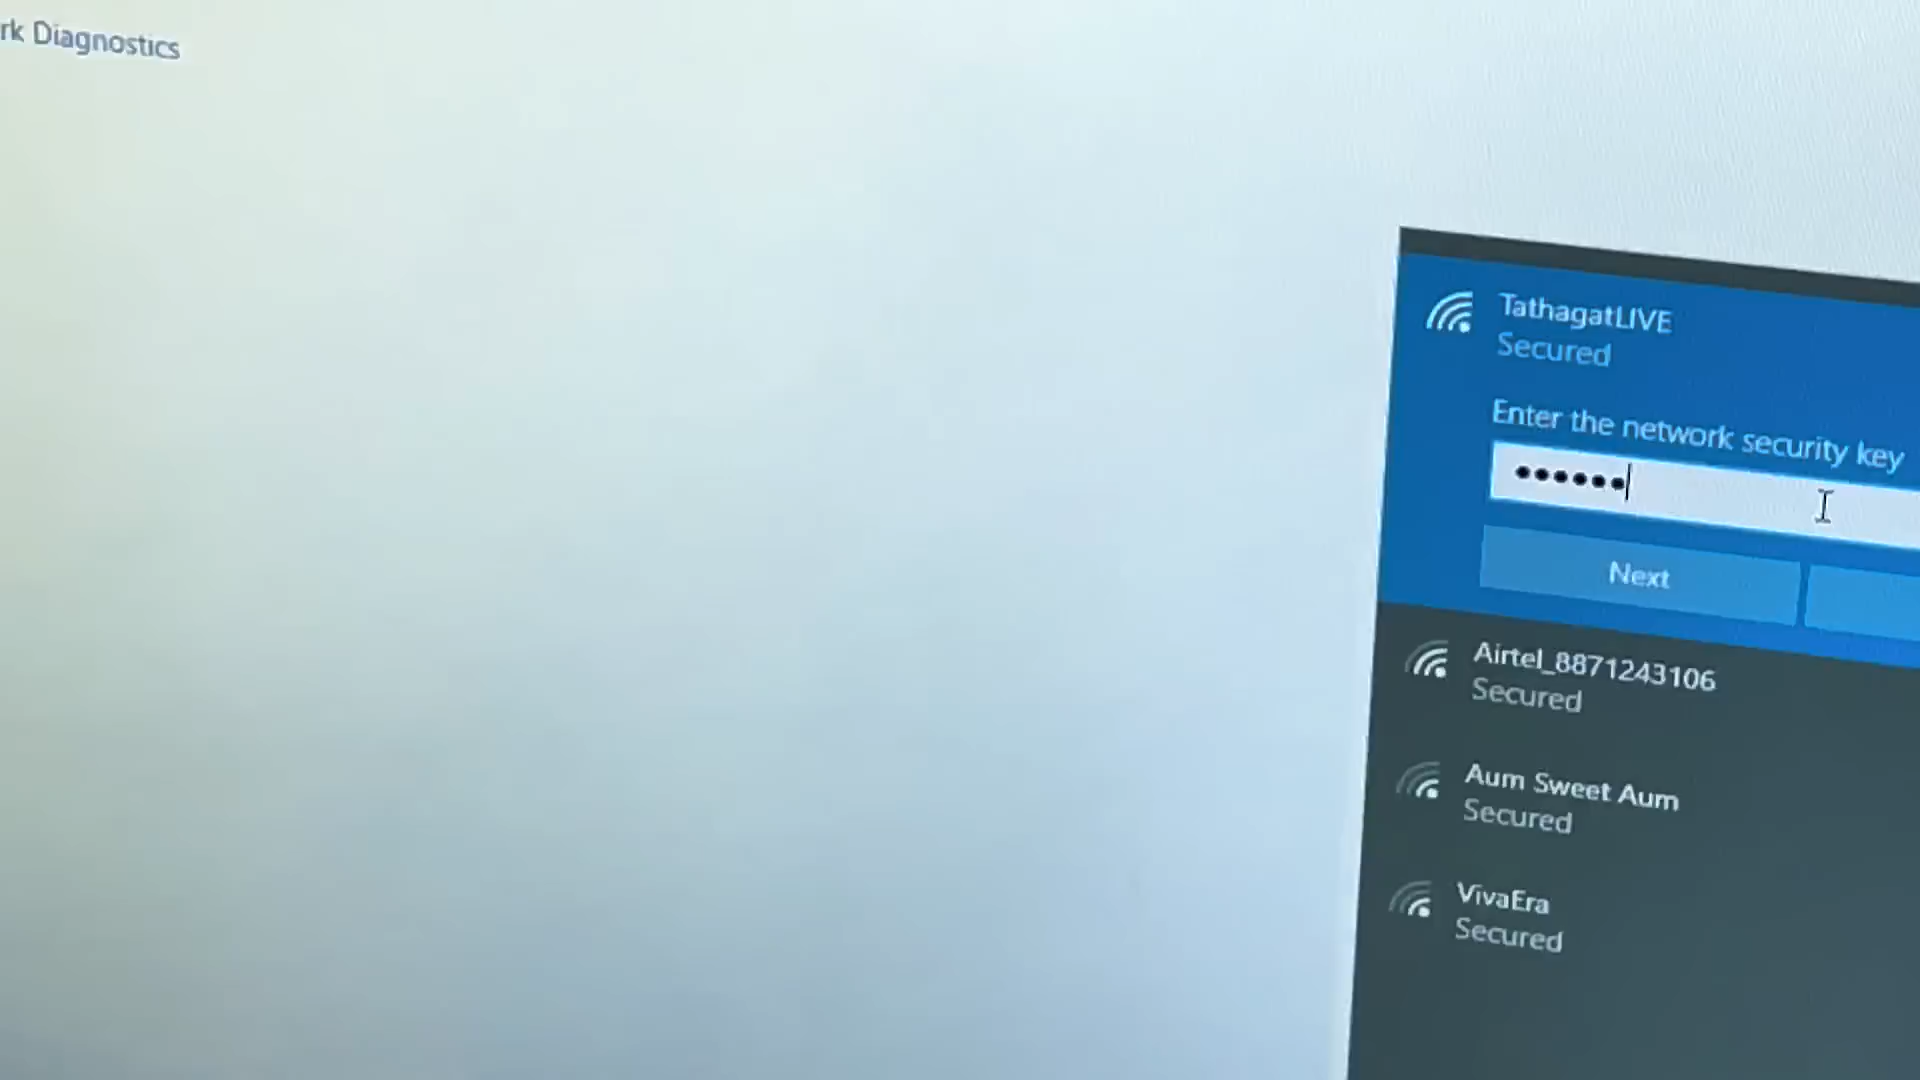 rk Diagnostics
TathagatLIVE
Secured
Enter the network security key
••••••
Next
Airtel_8871243106
Secured
Aum Sweet Aum
Secured
VivaEra
Secured